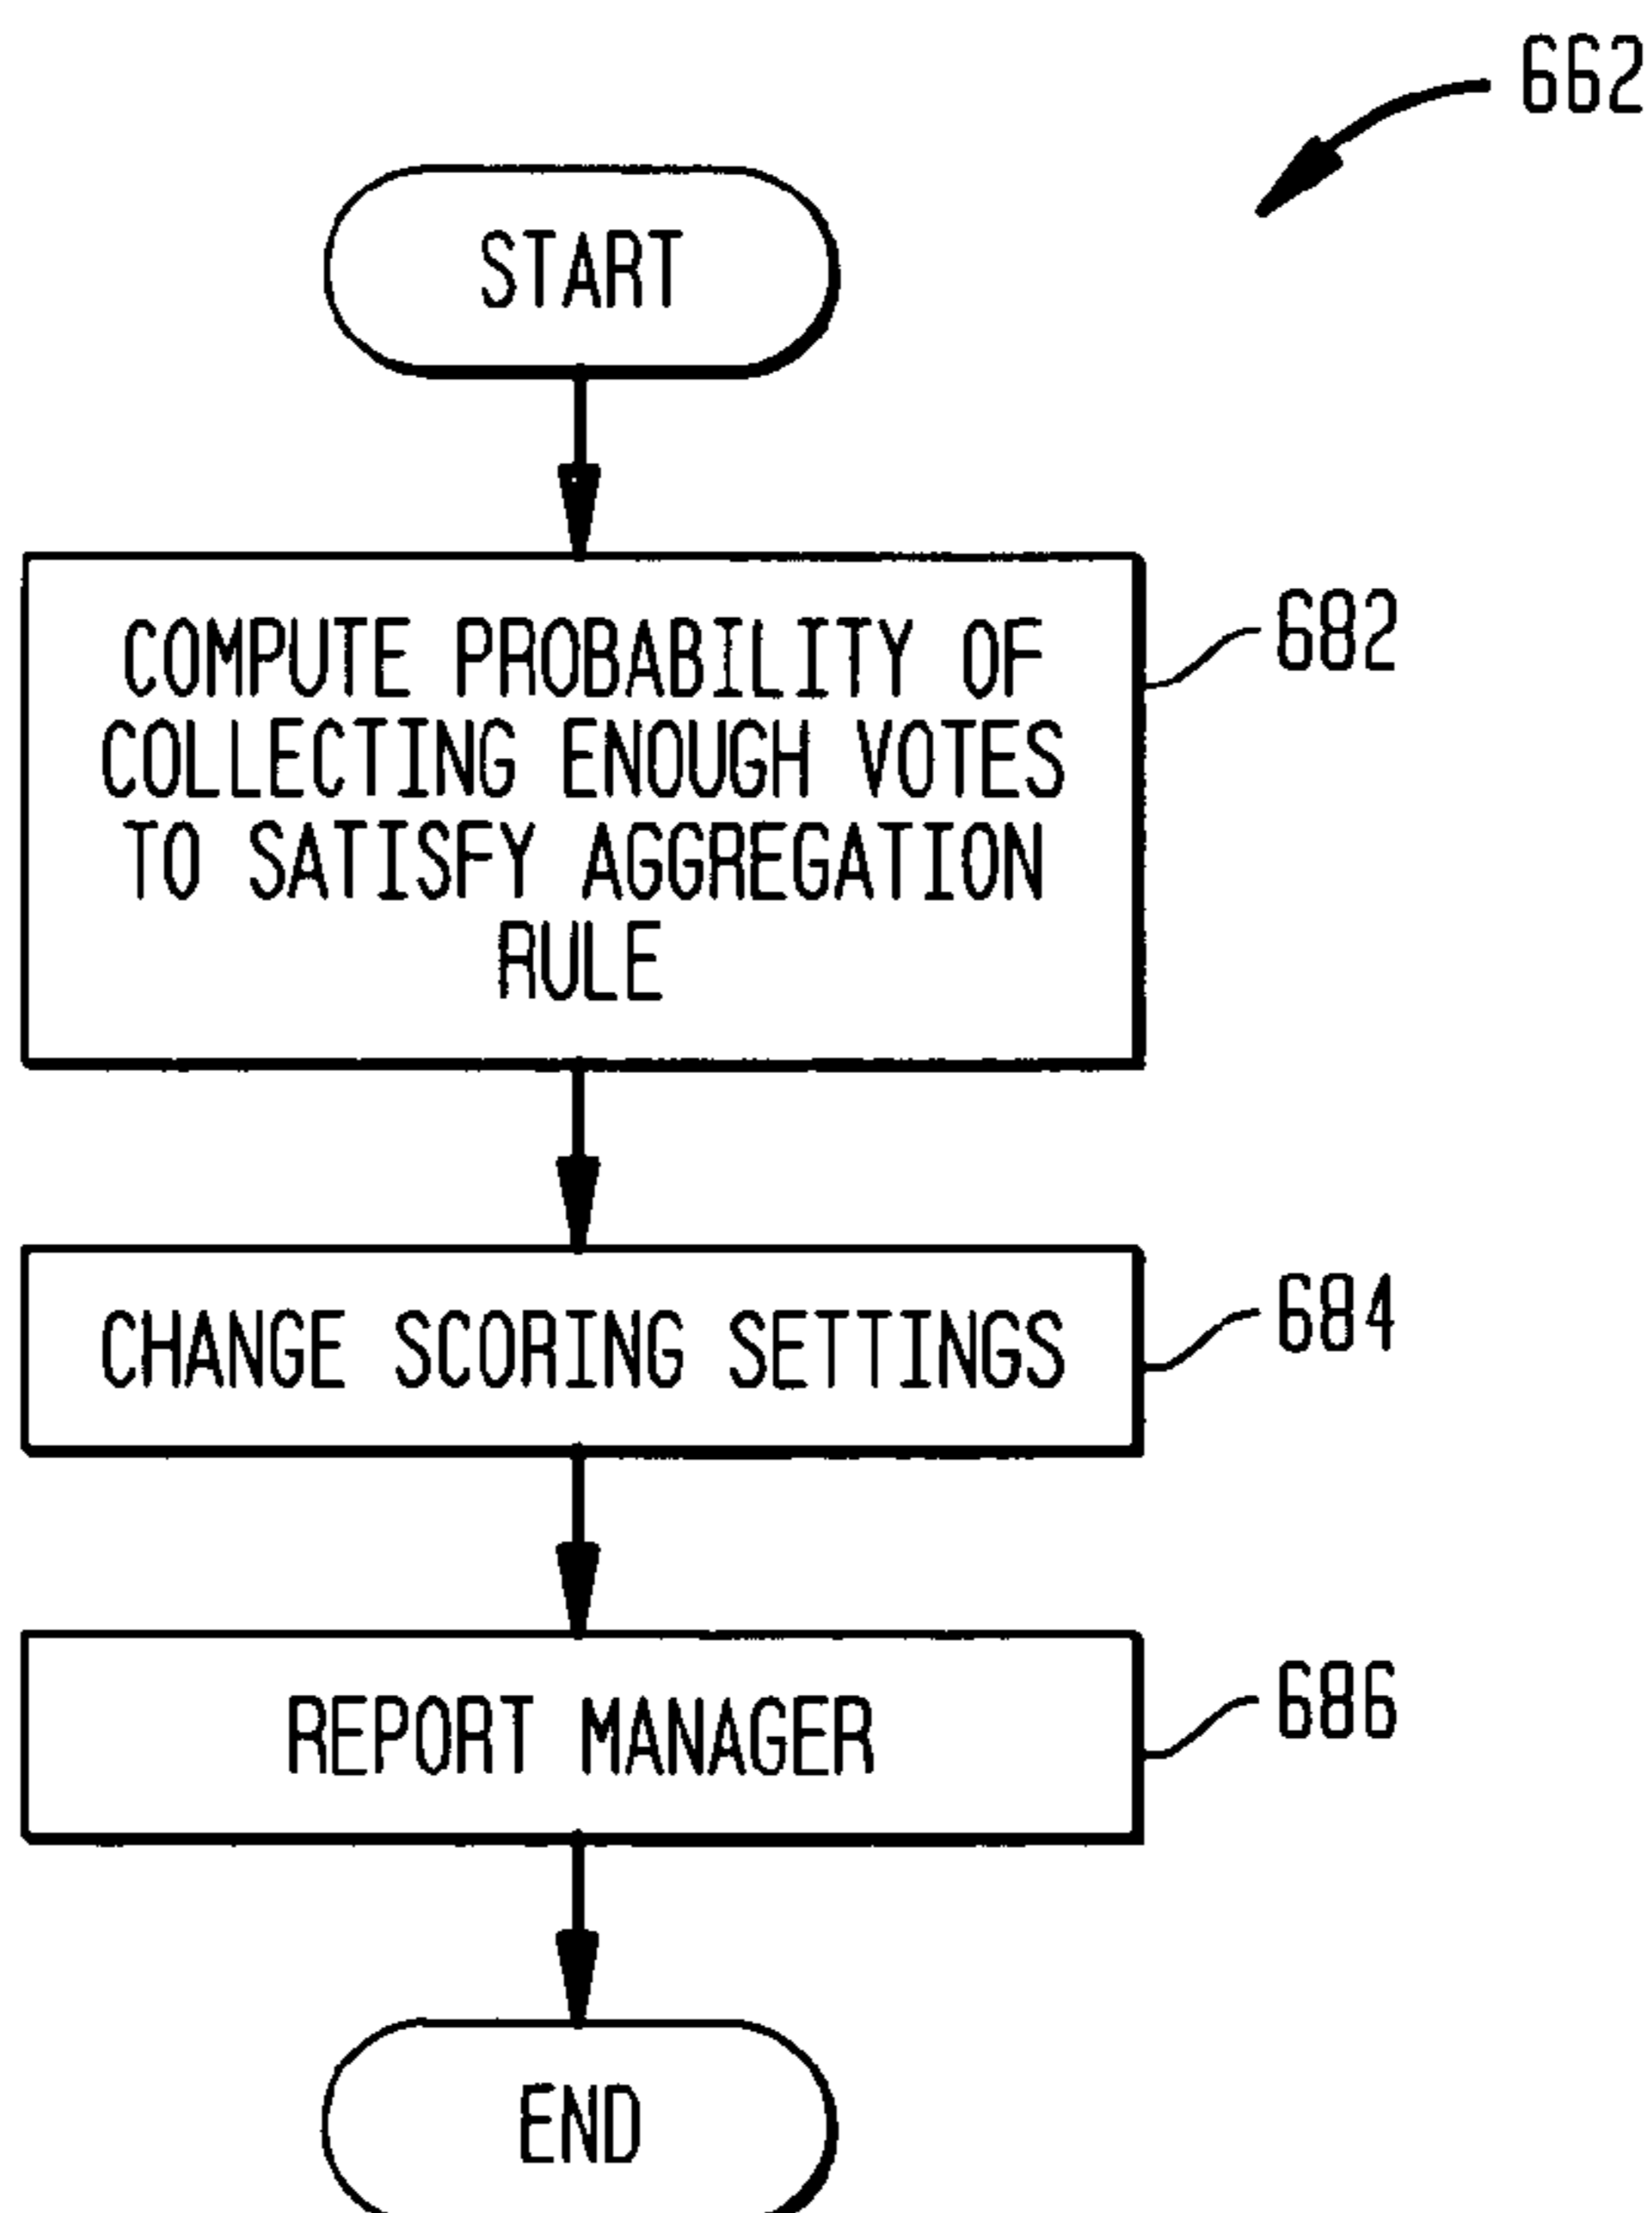 662
START
COMPUTE PROBABILITY OF
COLLECTING ENOUGH VOTES
TO SATISFY AGGREGATION
RULE
682
CHANGE SCORING SETTINGS
684
REPORT MANAGER
686
END